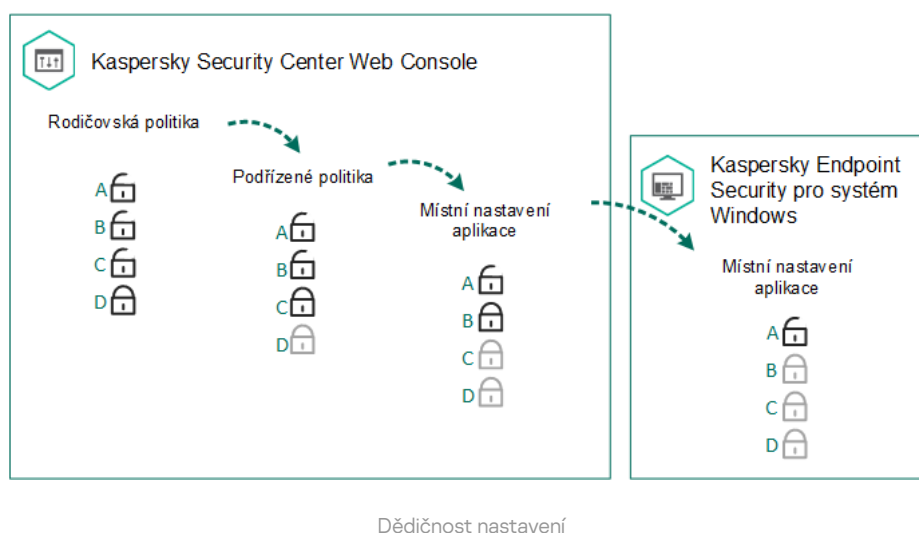 Kaspersky Security Center Web Console
Rodičovská politika
A
B
C
D
Podřízené politika
A
B
C
D
Místní nastavení
aplikace
A
B
C
D
Kaspersky Endpoint
Security pro systém
Windows
Místní nastavení
aplikace
A
B
C
D
Dědičnost nastavení